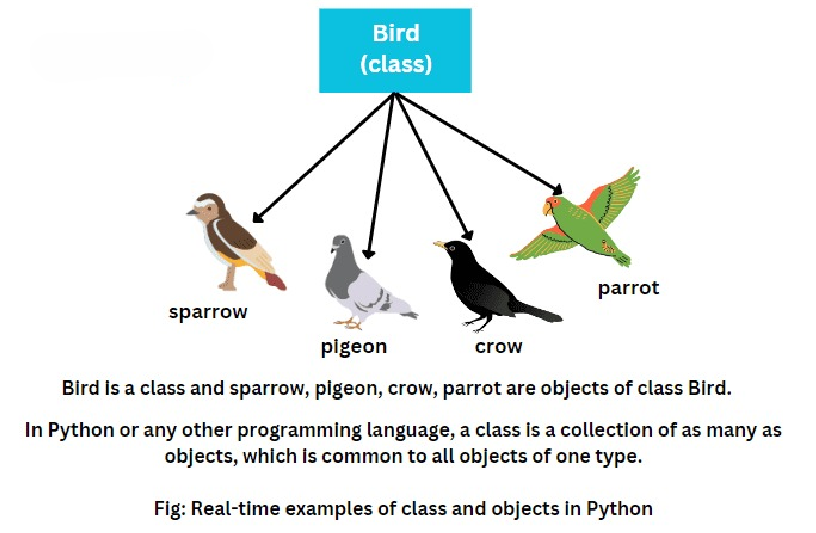 Bird
(class)
sparrow
pigeon
crow
parrot
Bird is a class and sparrow, pigeon, crow, parrot are objects of class Bird.
In Python or any other programming language, a class is a collection of as many as
objects, which is common to all objects of one type.
Fig: Real-time examples of class and objects in Python